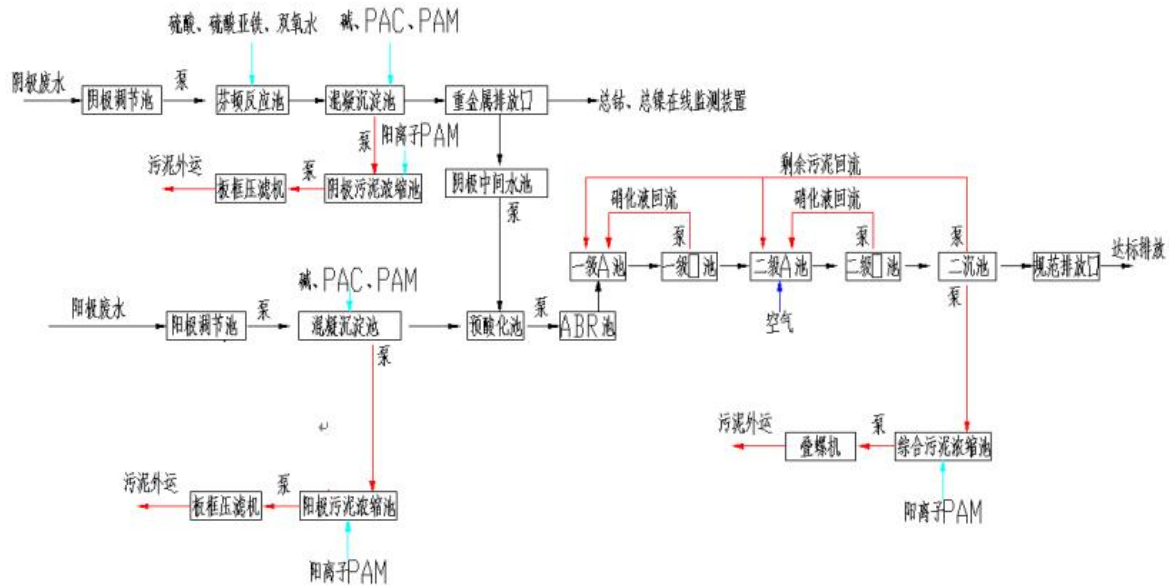 硫酸、硫酸亚铁、双氧水
碱、PAC、PAM
阴极废水
阴极调节池
泵
芬顿反应池
混凝沉淀池
重金属排放口
总钴、总镍在线监测装置
泵
阳离子PAM
污泥外运
板框压滤机
泵
阴极污泥浓缩池
阴极中间水池
泵
剩余污泥回流
硝化液回流
硝化液回流
泵
泵
泵
一级A池
一级O池
二级A池
二级O池
二沉池
规范排放口
达标排放
空气
泵
碱、PAC、PAM
阳极废水
阳极调节池
泵
混凝沉淀池
预酸化池
泵
ABR池
泵
污泥外运
叠螺机
泵
综合污泥浓缩池
阳离子PAM
污泥外运
板框压滤机
泵
阳极污泥浓缩池
阳离子PAM